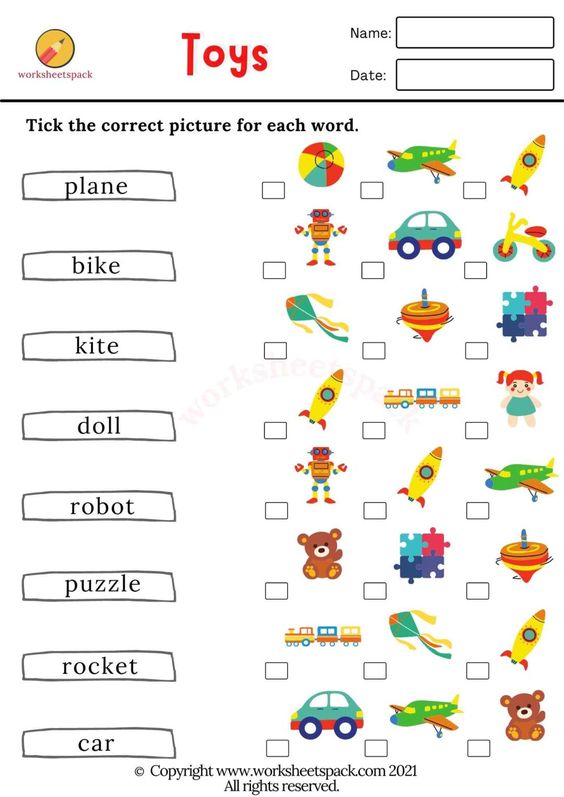 worksheetspack
Toys
Name:
Date:
Tick the correct picture for each word.
plane
bike
kite
doll
robot
puzzle
rocket
car
worksheetspack
© Copyright www.worksheetspack.com 2021
All rights reserved.